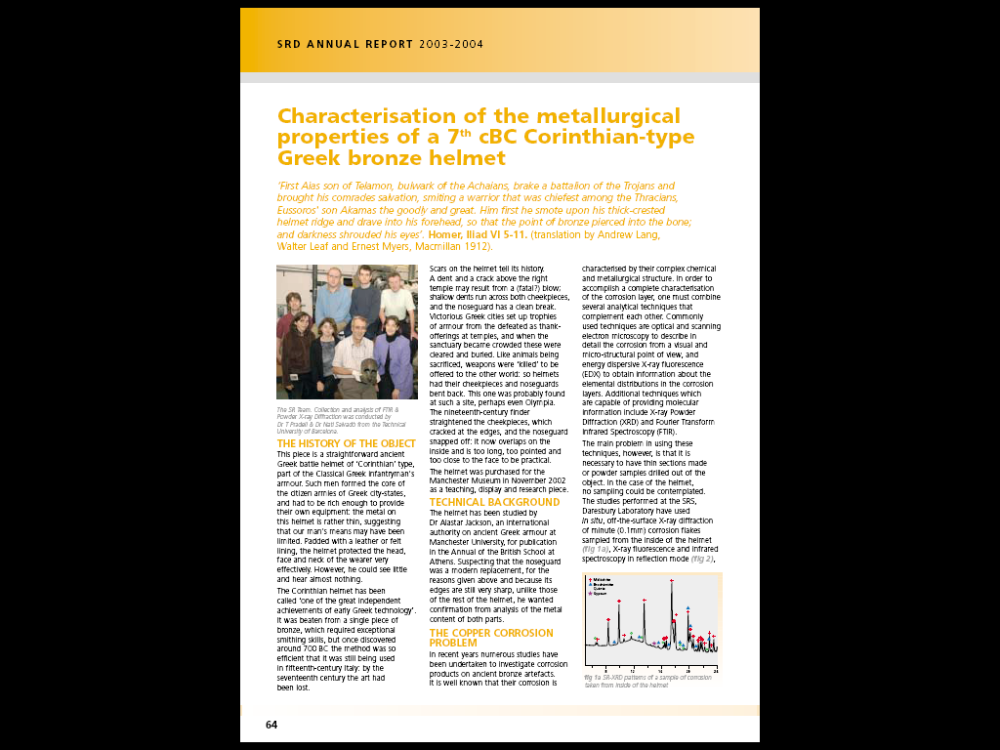 SRD ANNUAL REPORT 2003-2004
Characterisation of the metallurgical
properties of a 7th cBC Corinthian-type
Greek bronze helmet
'First Aias son of Telamon, bulwark of the Achaians, brake a battalion of the Trojans and
brought his comrades salvation, smiting a warrior that was chiefest among the Thracians,
Eussoros' son Akamas the goodly and great. Him first he smote upon his thick-crested
helmet ridge and drave into his forehead, so that the point of bronze pierced into the bone;
and darkness shrouded his eyes'. Homer, Iliad VI 5-11. (translation by Andrew Lang,
Walter Leaf and Ernest Myers, Macmillan 1912).
The SR Team. Collection and analysis of FTIR &
Powder X-ray Diffraction was conducted by
Dr T Pradell & Dr Nati Salvado from the Technical
University of Barcelona.
THE HISTORY OF THE OBJECT
This piece is a straightforward ancient
Greek battle helmet of 'Corinthian' type,
part of the Classical Greek infantryman's
armour. Such men formed the core of
the citizen armies of Greek city-states,
and had to be rich enough to provide
their own equipment: the metal on
this helmet is rather thin, suggesting
that our man's means may have been
limited. Padded with a leather or felt
lining, the helmet protected the head,
face and neck of the wearer very
effectively. However, he could see little
and hear almost nothing.
The Corinthian helmet has been
called 'one of the great independent
achievements of early Greek technology'.
It was beaten from a single piece of
bronze, which required exceptional
smithing skills, but once discovered
around 700 BC the method was so
efficient that it was still being used
in fifteenth-century Italy: by the
seventeenth century the art had
been lost.
Scars on the helmet tell its history.
A dent and a crack above the right
temple may result from a (fatal?) blow;
shallow dents run across both cheekpieces,
and the noseguard has a clean break.
Victorious Greek cities set up trophies
of armour from the defeated as thank-
offerings at temples, and when the
sanctuary became crowded these were
cleared and buried. Like animals being
sacrificed, weapons were 'killed' to be
offered to the other world: so helmets
had their cheekpieces and noseguards
bent back. This one was probably found
at such a site, perhaps even Olympia.
The nineteenth-century finder
straightened the cheekpieces, which
cracked at the edges, and the noseguard
snapped off: it now overlaps on the
inside and is too long, too pointed and
too close to the face to be practical.
The helmet was purchased for the
Manchester Museum in November 2002
as a teaching, display and research piece.
TECHNICAL BACKGROUND
The helmet has been studied by
Dr Alastar Jackson, an international
authority on ancient Greek armour at
Manchester University, for publication
in the Annual of the British School at
Athens. Suspecting that the noseguard
was a modern replacement, for the
reasons given above and because its
edges are still very sharp, unlike those
of the rest of the helmet, he wanted
confirmation from analysis of the metal
content of both parts.
THE COPPER CORROSION
PROBLEM
In recent years numerous studies have
been undertaken to investigate corrosion
products on ancient bronze artefacts.
It is well known that their corrosion is
characterised by their complex chemical
and metallurgical structure. In order to
accomplish a complete characterisation
of the corrosion layer, one must combine
several analytical techniques that
complement each other. Commonly
used techniques are optical and scanning
electron microscopy to describe in
detail the corrosion from a visual and
micro-structural point of view, and
energy dispersive X-ray fluorescence
(EDX) to obtain information about the
elemental distributions in the corrosion
layers. Additional techniques which
are capable of providing molecular
information include X-ray Powder
Diffraction (XRD) and Fourier Transform
Infrared Spectroscopy (FTIR).
The main problem in using these
techniques, however, is that it is
necessary to have thin sections made
or powder samples drilled out of the
object. In the case of the helmet,
no sampling could be contemplated.
The studies performed at the SRS,
Daresbury Laboratory have used
in situ, off-the-surface X-ray diffraction
of minute (0.1mm) corrosion flakes
sampled from the inside of the helmet
(fig 1a), X-ray fluorescence and infrared
spectroscopy in reflection mode (fig 2),
fig 1a SR-XRD patterns of a sample of corrosion
taken from inside of the helmet
64